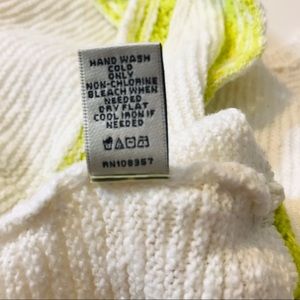 HAND WASH
COLD
ONLY
NON-CHLORINE
BLEACH WHEN
NEEDED
DRY FLAT
COOL IRON IF
NEEDED
RN108957